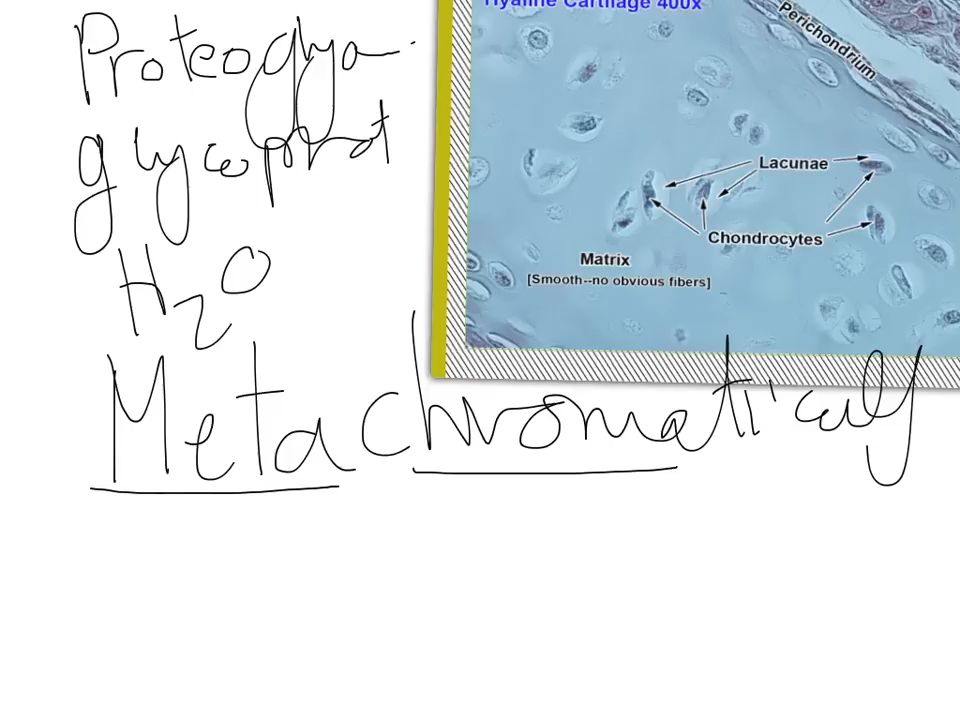 Proteoglyca
glycoprot
H2O
Metachromatically
Hyaline Cartilage 400x
Perichondrium
Lacunae
Chondrocytes
Matrix
[Smooth--no obvious fibers]